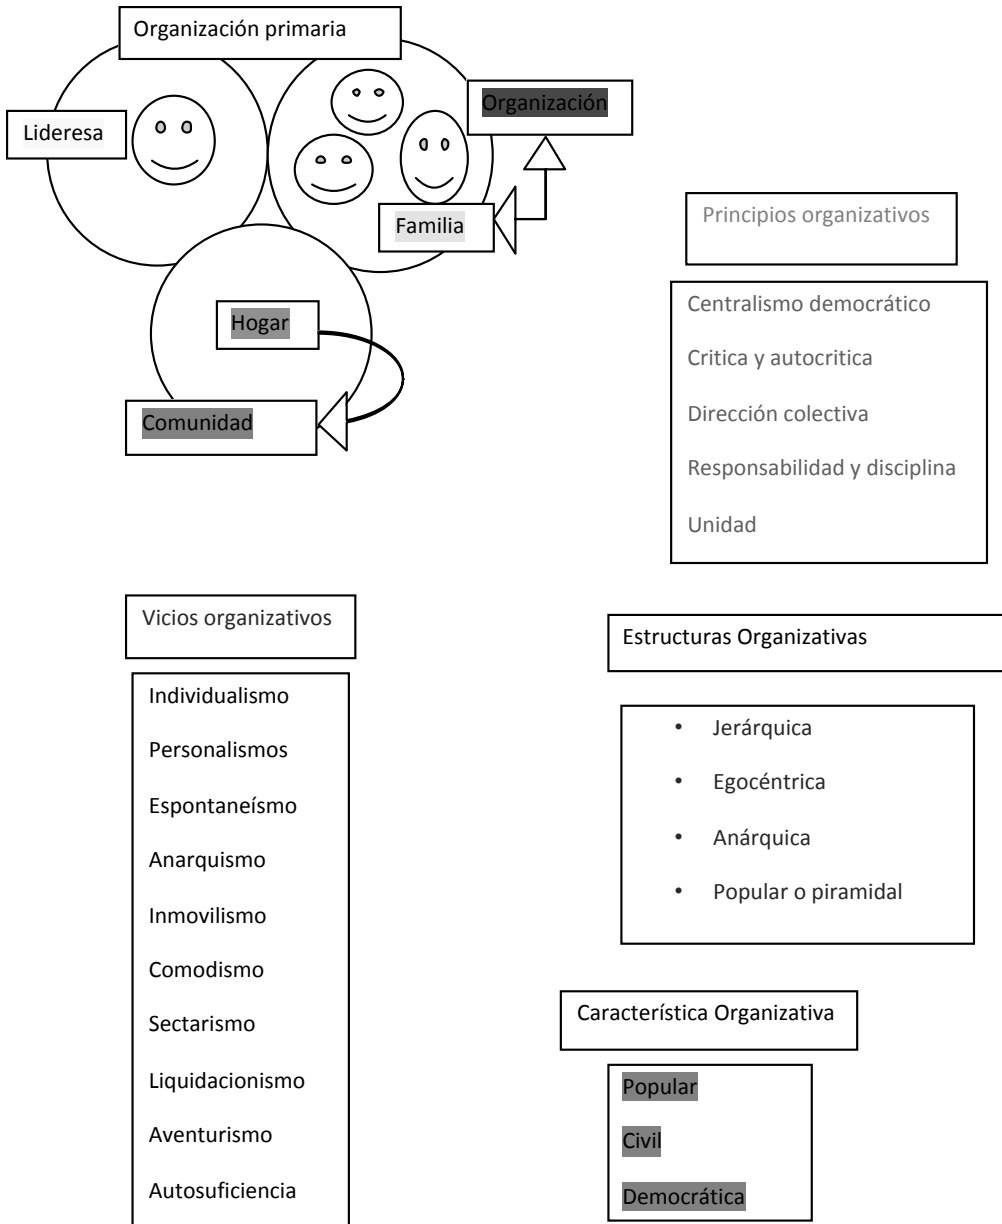 Organización primaria
Lideresa
Organización
Familia
Hogar
Comunidad
Principios organizativos
Centralismo democrático
Critica y autocritica
Dirección colectiva
Responsabilidad y disciplina
Unidad
Vicios organizativos
Individualismo
Personalismos
Espontaneísmo
Anarquismo
Inmovilismo
Comodismo
Sectarismo
Liquidacionismo
Aventurismo
Autosuficiencia
Estructuras Organizativas
• Jerárquica
• Egocéntrica
• Anárquica
• Popular o piramidal
Característica Organizativa
Popular
Civil
Democrática